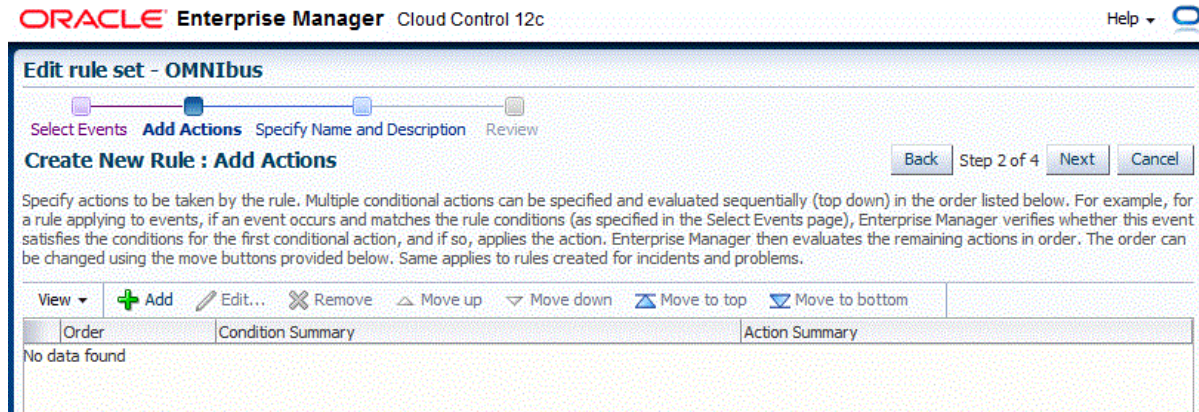 ORACLE Enterprise Manager Cloud Control 12c Help
Edit rule set - OMNIbus
Select Events Add Actions Specify Name and Description Review
Create New Rule : Add Actions Back Step 2 of 4 Next Cancel
Specify actions to be taken by the rule. Multiple conditional actions can be specified and evaluated sequentially (top down) in the order listed below. For example, for
a rule applying to events, if an event occurs and matches the rule conditions (as specified in the Select Events page), Enterprise Manager verifies whether this event
satisfies the conditions for the first conditional action, and if so, applies the action. Enterprise Manager then evaluates the remaining actions in order. The order can
be changed using the move buttons provided below. Same applies to rules created for incidents and problems.
View Add Edit... Remove Move up Move down Move to top Move to bottom
Order Condition Summary Action Summary
No data found